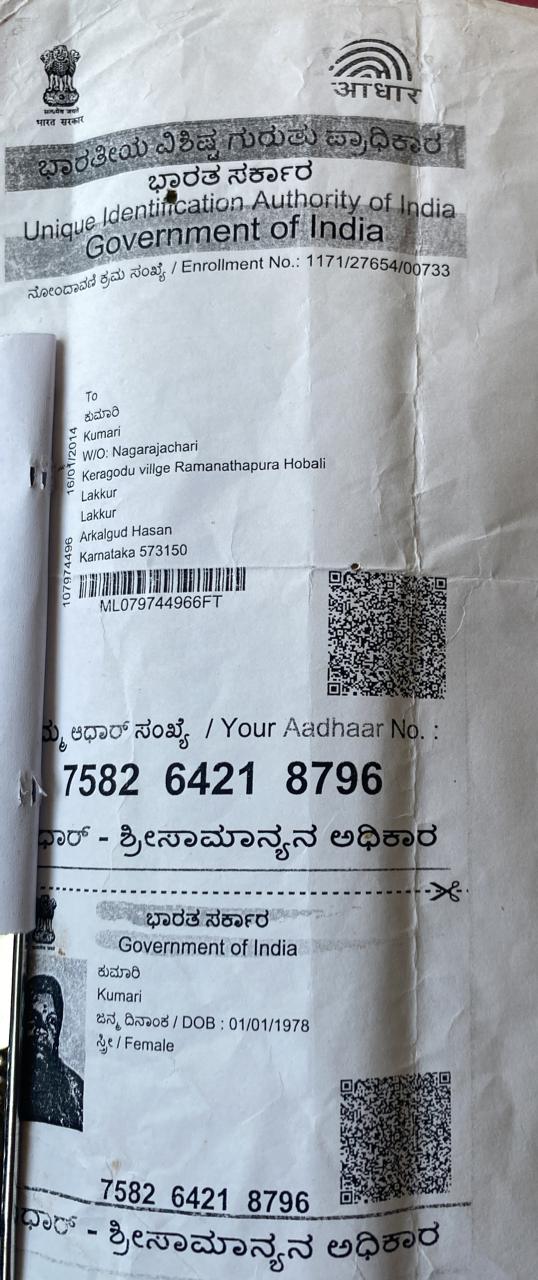 सत्यमेव जयते
भारत सरकार
आधार
ಭಾರತೀಯ ವಿಶಿಷ್ಟ ಗುರುತು ಪ್ರಾಧಿಕಾರ
ಭಾರತ ಸರ್ಕಾರ
Unique Identification Authority of India
Government of India
ನೋಂದಾವಣಿ ಕ್ರಮ ಸಂಖ್ಯೆ / Enrollment No.: 1171/27654/00733
To
ಕುಮಾರಿ
Kumari
W/O: Nagarajachari
Keragodu villge Ramanathapura Hobali
Lakkur
Lakkur
Arkalgud Hasan
Karnataka 573150
16/01/2014
107974496
ML079744966FT
ಆಧಾರ್ ಸಂಖ್ಯೆ / Your Aadhaar No. :
7582 6421 8796
- ಶ್ರೀಸಾಮಾನ್ಯನ ಅಧಿಕಾರ
ಭಾರತ ಸರ್ಕಾರ
Government of India
ಕುಮಾರಿ
Kumari
ಜನ್ಮ ದಿನಾಂಕ / DOB : 01/01/1978
ಸ್ತ್ರೀ / Female
7582 6421 8796
- ಶ್ರೀಸಾಮಾನ್ಯನ ಅಧಿಕಾರ